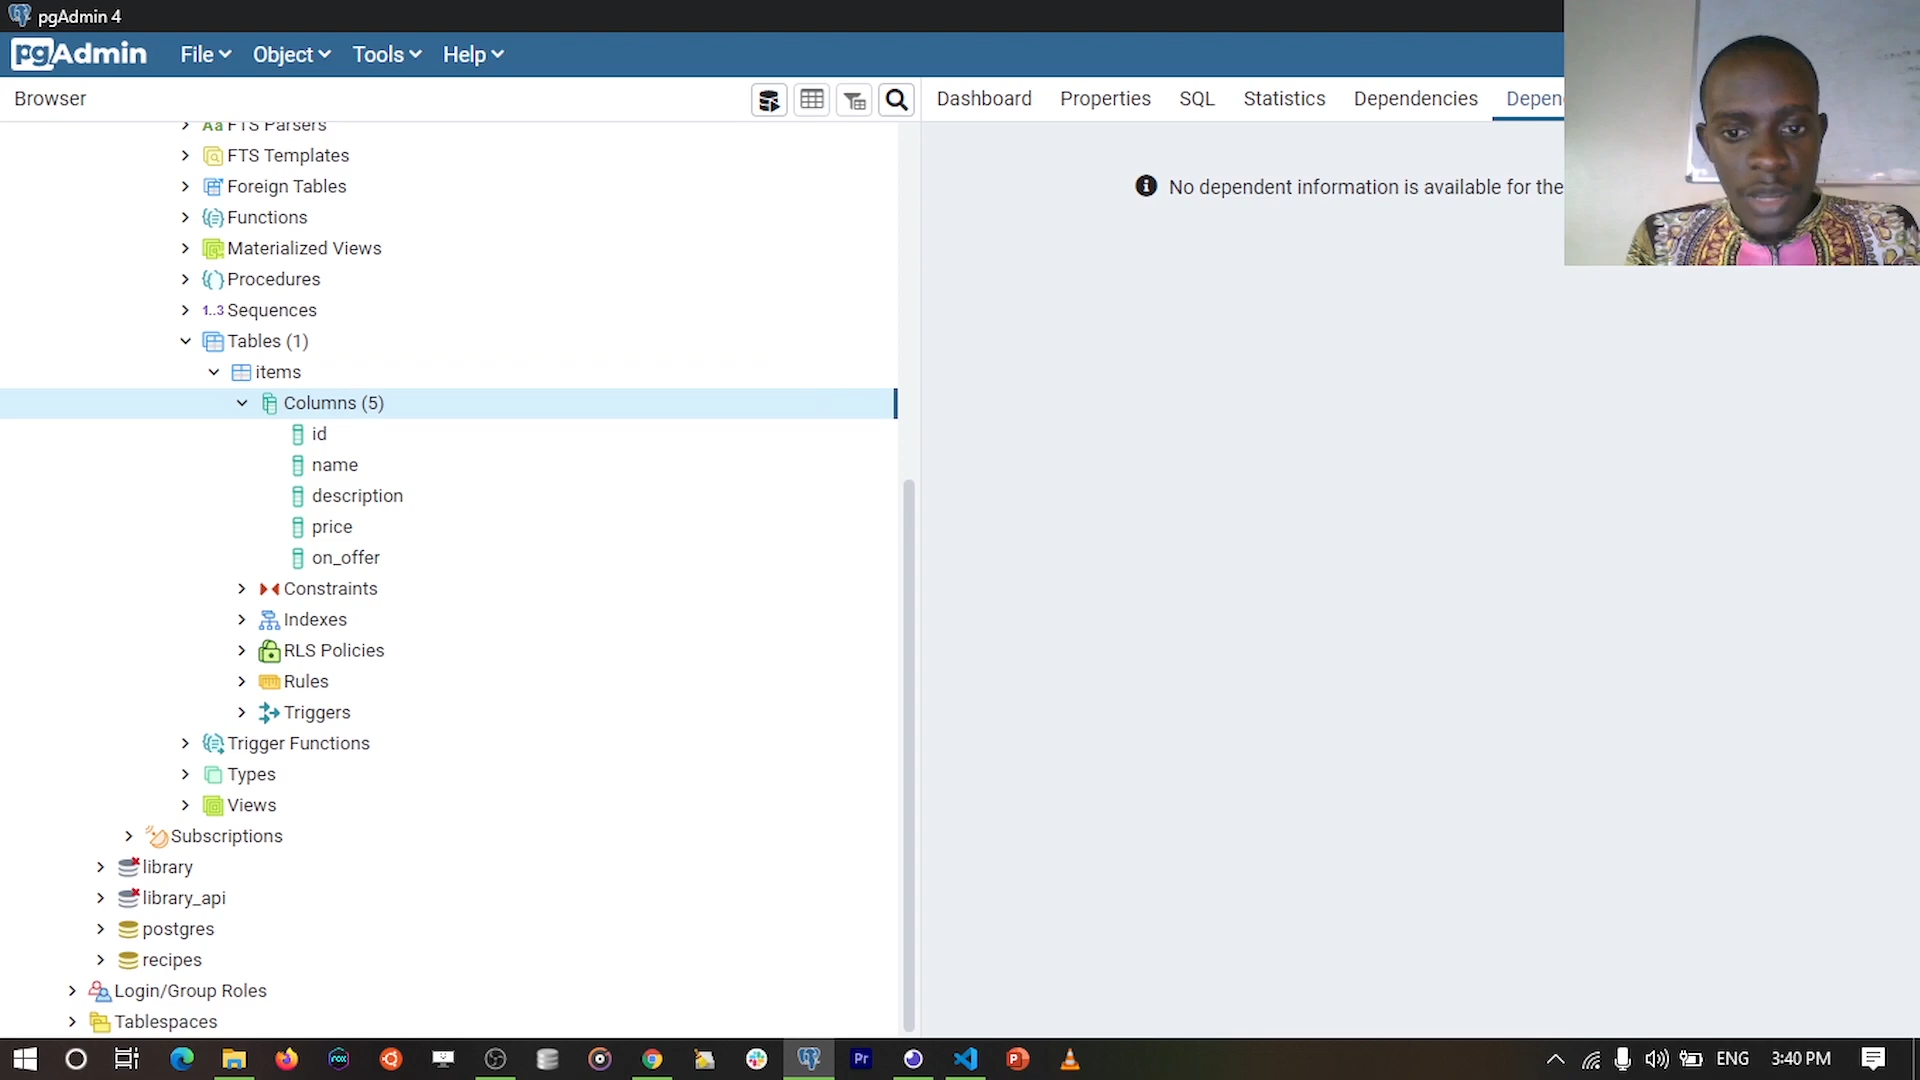 pgAdmin 4
pgAdmin File Object Tools Help
Browser
Dashboard Properties SQL Statistics Dependencies Depen
Aa FTS Parsers
FTS Templates
Foreign Tables
No dependent information is available for the
Functions
Materialized Views
Procedures
1..3 Sequences
Tables (1)
items
Columns (5)
id
name
description
price
on_offer
Constraints
Indexes
RLS Policies
Rules
Triggers
Trigger Functions
Types
Views
Subscriptions
library
library_api
postgres
recipes
Login/Group Roles
Tablespaces
Pr
ENG 3:40 PM